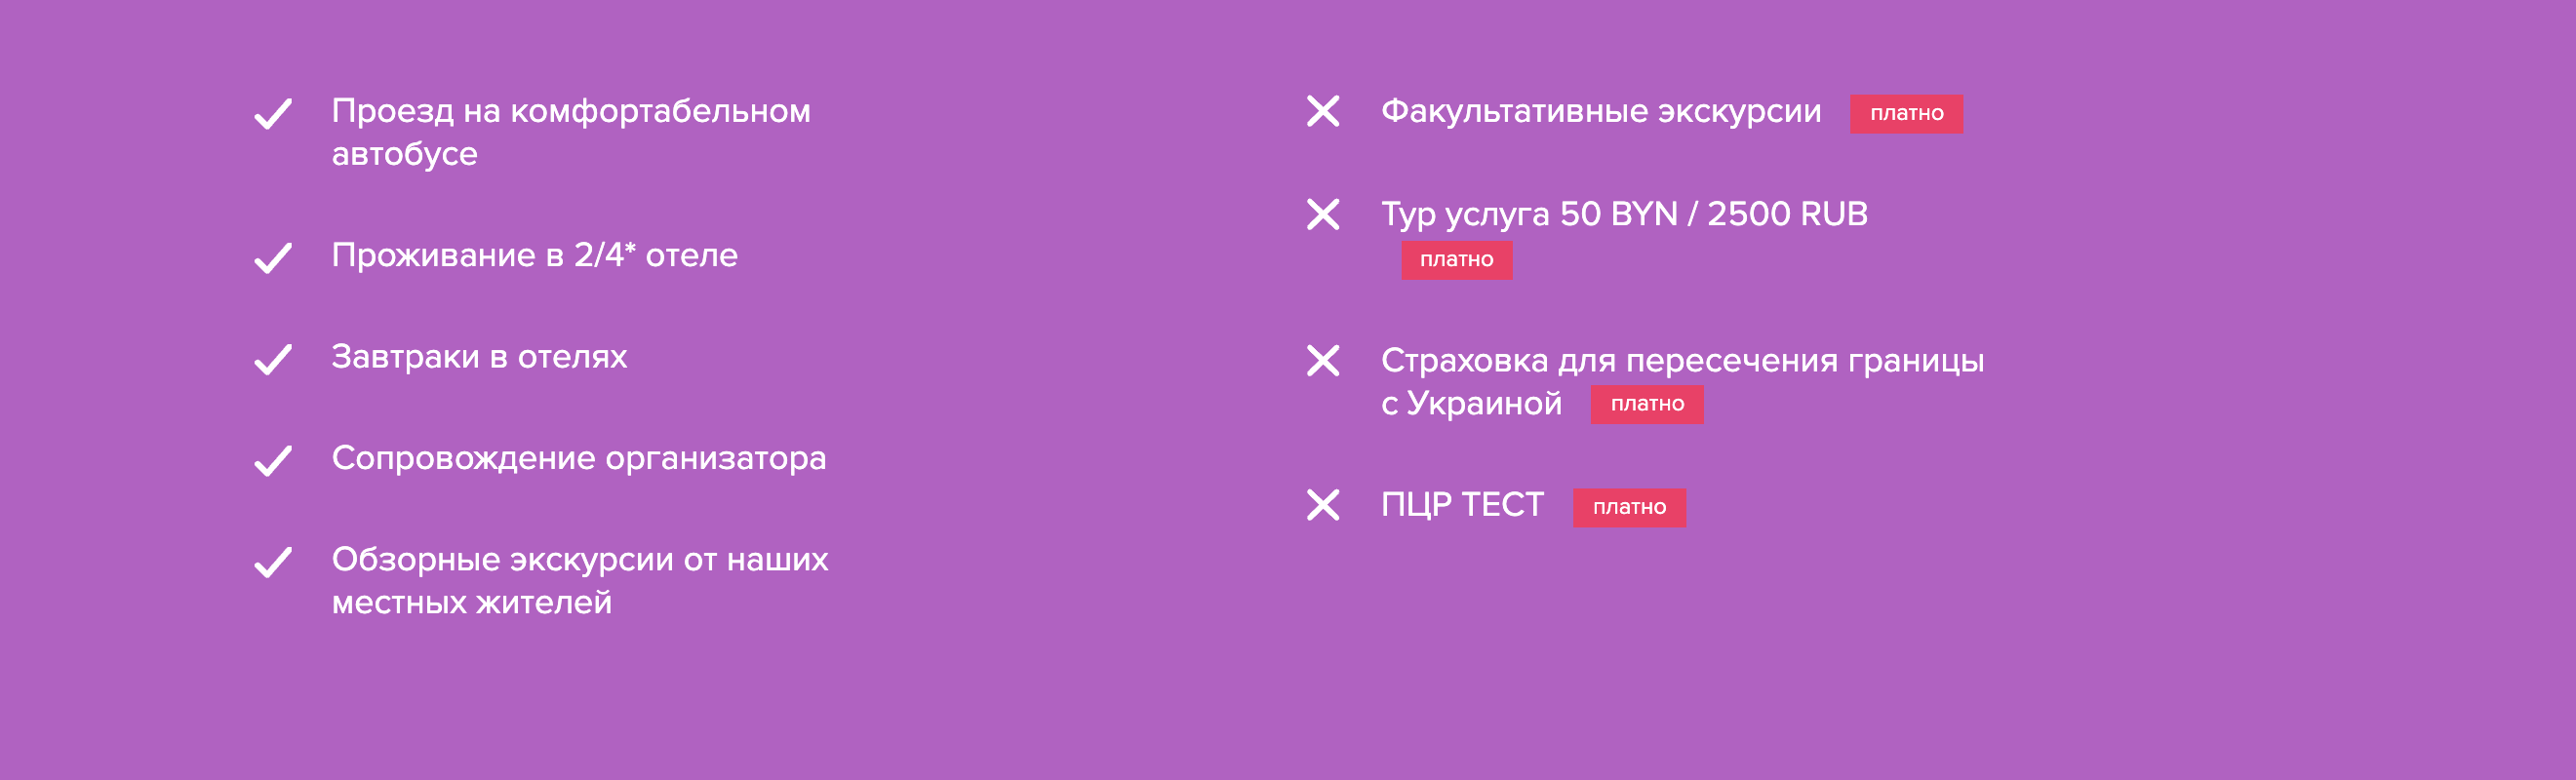 Проезд на комфортабельном
автобусе
Проживание в 2/4* отеле
Завтраки в отелях
Сопровождение организатора
Обзорные экскурсии от наших
местных жителей
Факультативные экскурсии платно
Тур услуга 50 BYN / 2500 RUB
платно
Страховка для пересечения границы
с Украиной платно
ПЦР ТЕСТ платно